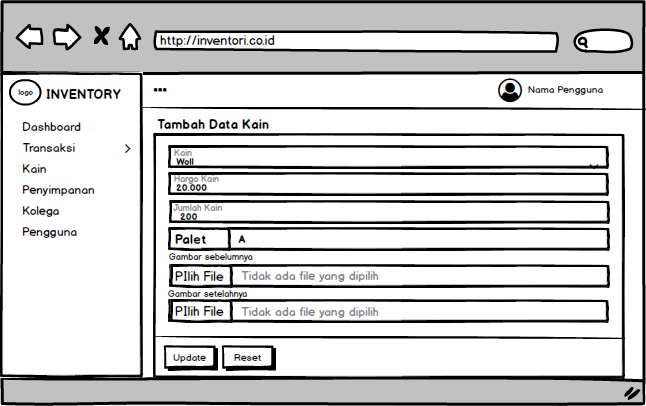 http://inventori.co.id
logo INVENTORY
••• Nama Pengguna
Dashboard
Transaksi
Kain
Penyimpanan
Kolega
Pengguna
Tambah Data Kain
Kain
Woll
Harga Kain
20.000
Jumlah Kain
200
Palet A
Gambar sebelumnya
PIlih File Tidak ada file yang dipilih
Gambar setelahnya
PIlih File Tidak ada file yang dipilih
Update Reset